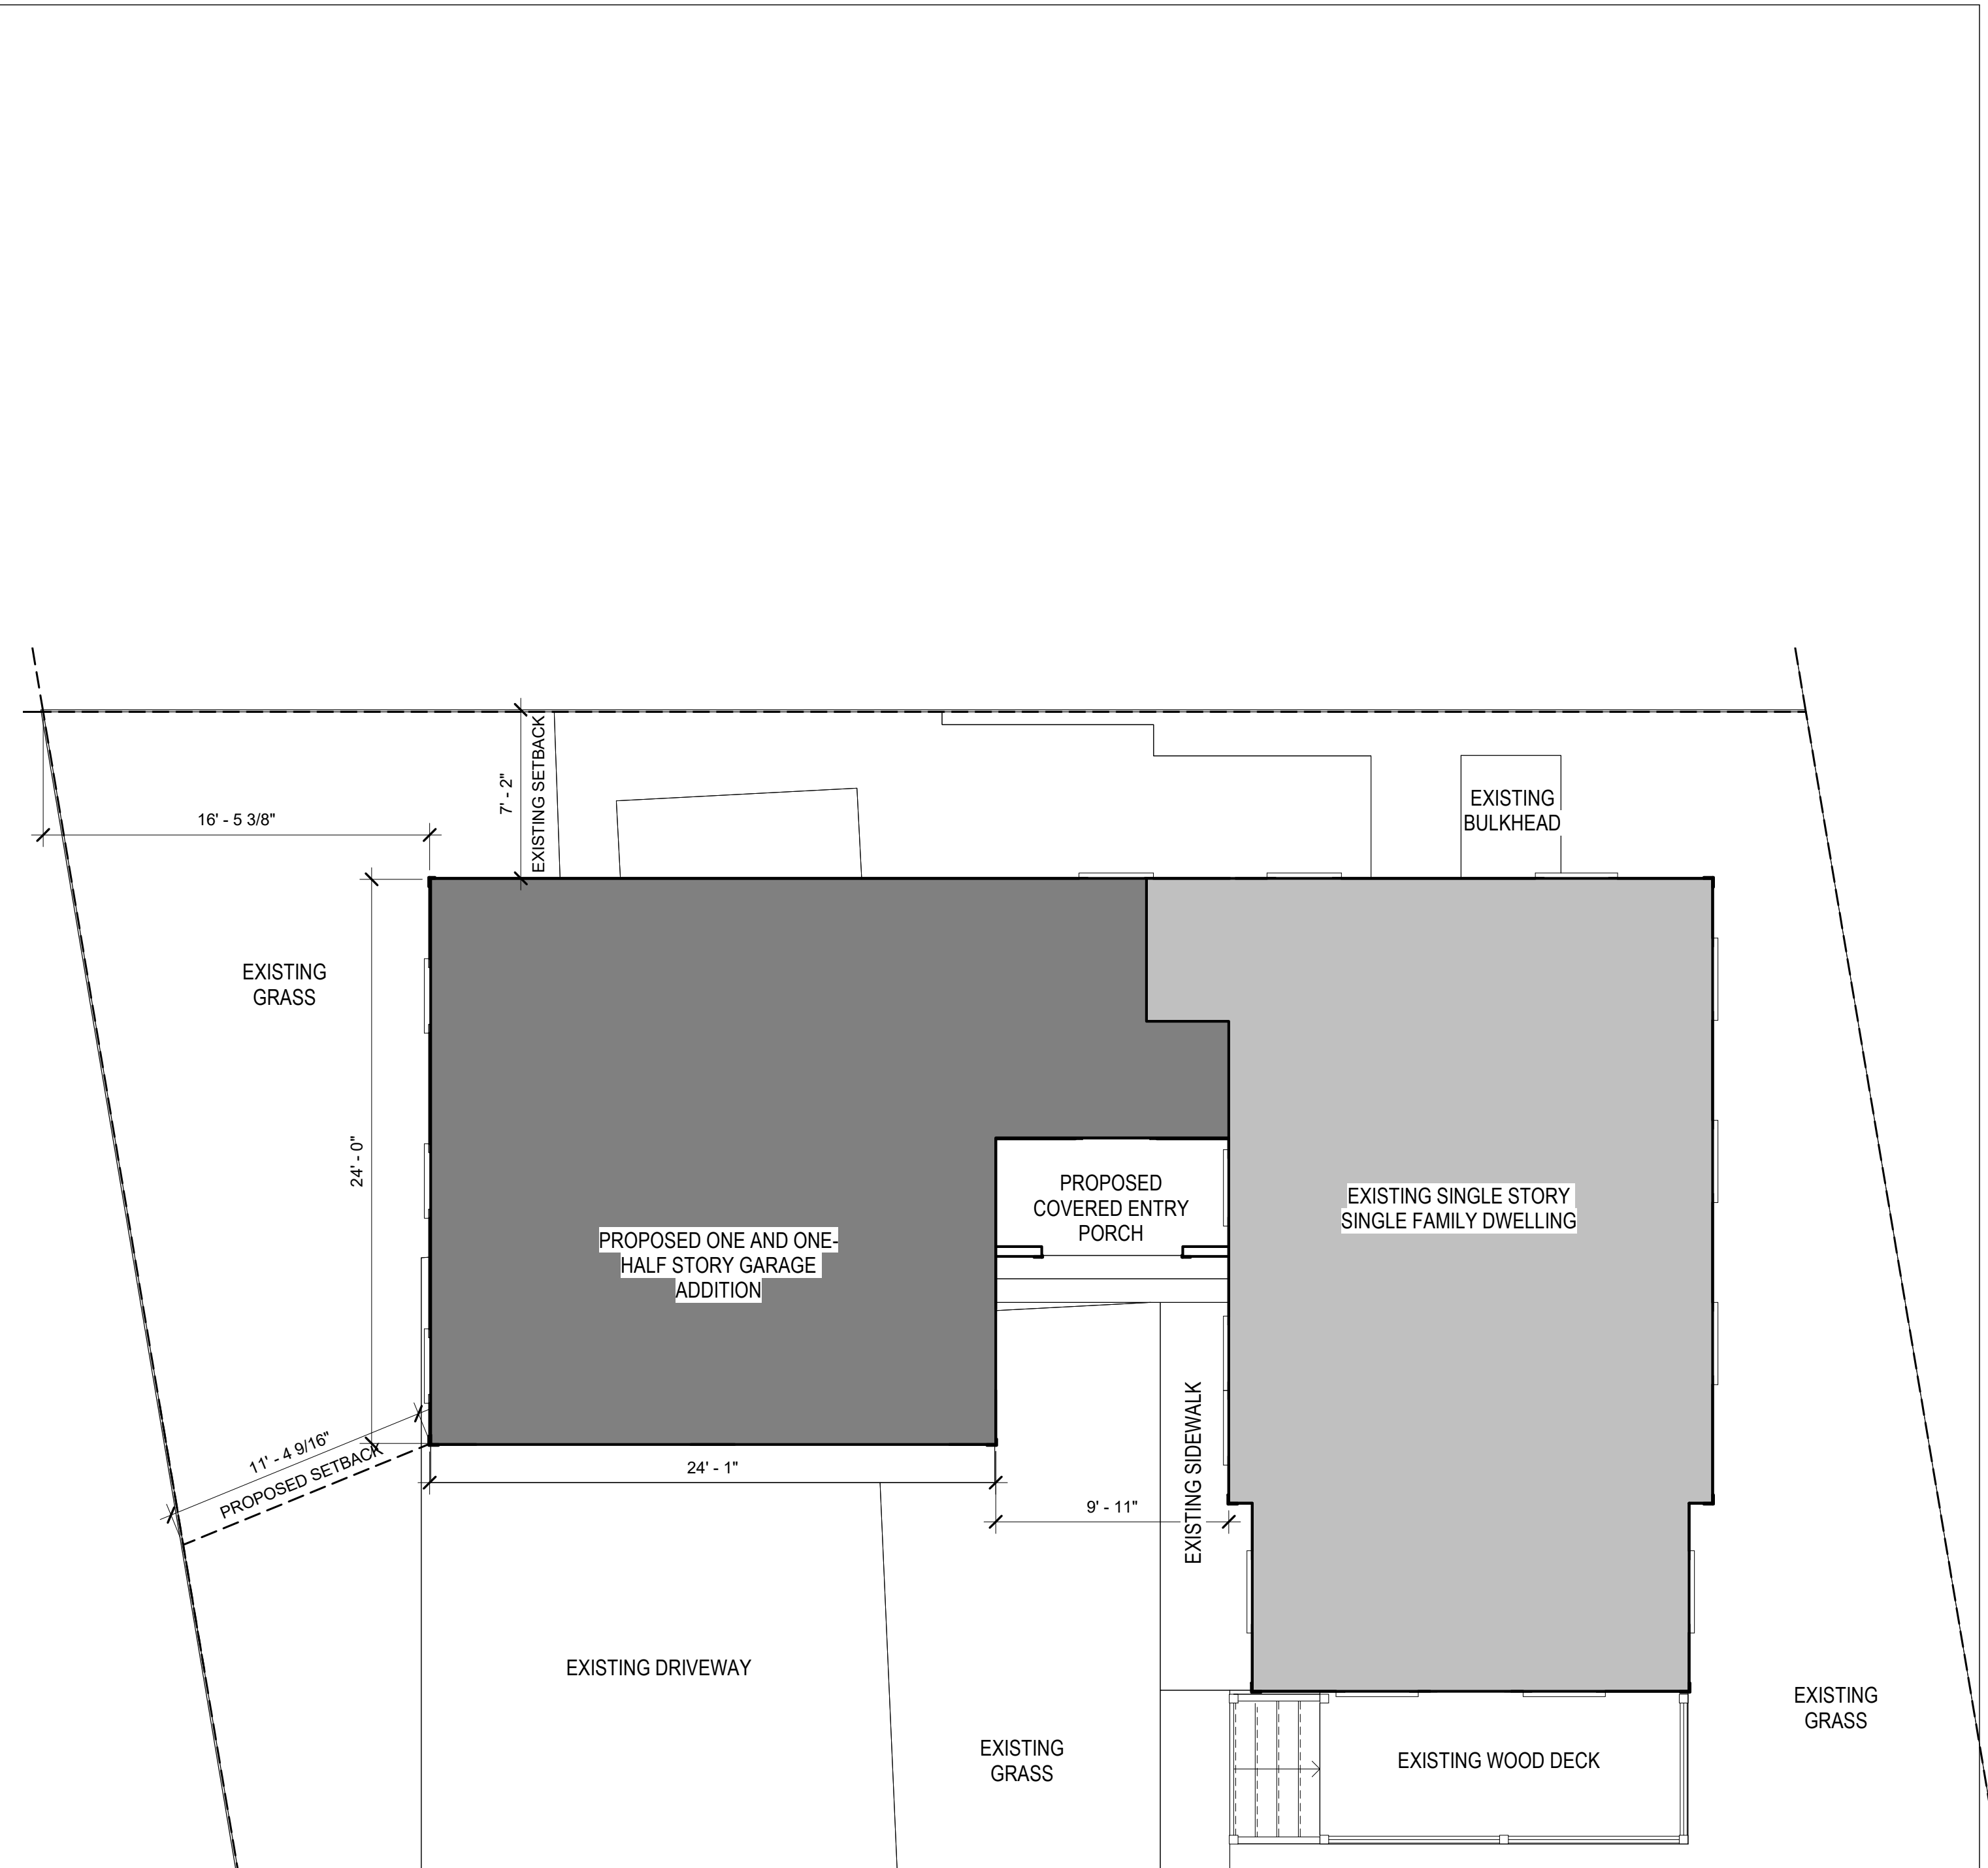 EXISTING SETBACK
7' - 2"
16' - 5 3/8"
EXISTING
BULKHEAD
EXISTING
GRASS
24' - 0"
PROPOSED
COVERED ENTRY
PORCH
EXISTING SINGLE STORY
SINGLE FAMILY DWELLING
PROPOSED ONE AND ONE-
HALF STORY GARAGE
ADDITION
11' - 4 9/16"
PROPOSED SETBACK
24' - 1"
9' - 11"
EXISTING SIDEWALK
EXISTING DRIVEWAY
EXISTING
GRASS
EXISTING WOOD DECK
EXISTING
GRASS